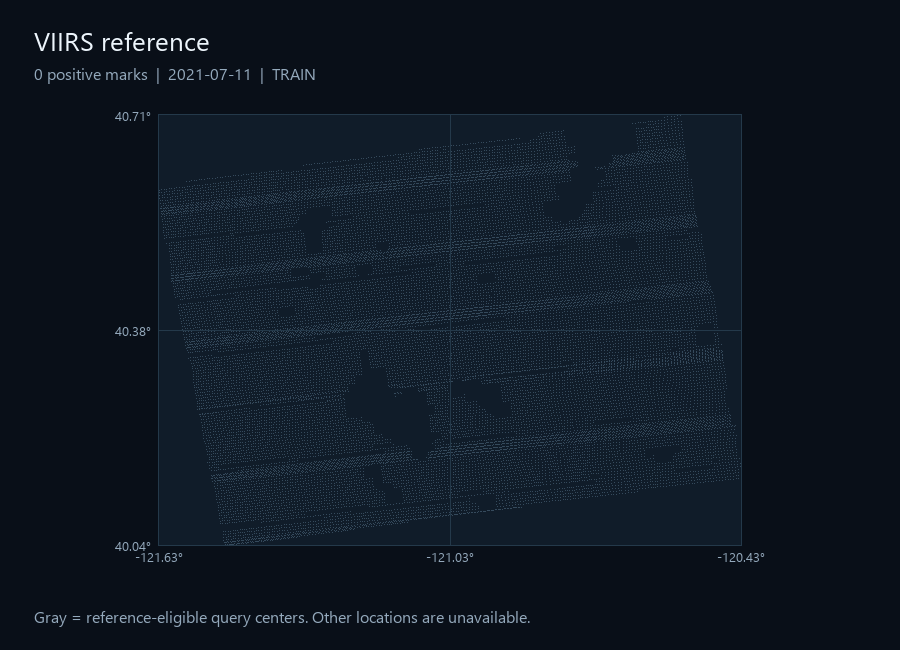 VIIRS reference
0 positive marks | 2021-07-11 | TRAIN
40.71°
40.38°
40.04°
-121.63° -121.03° -120.43°
Gray = reference-eligible query centers. Other locations are unavailable.